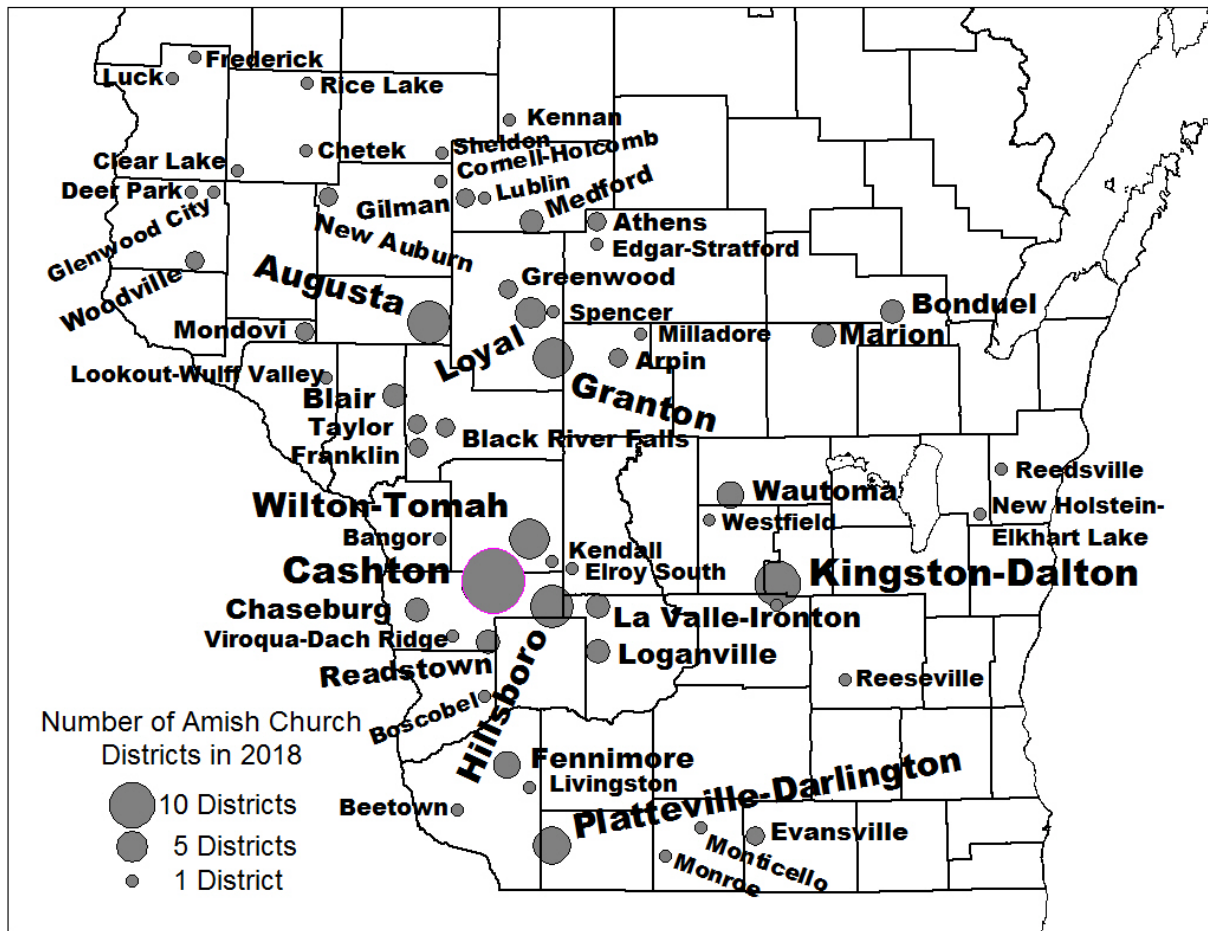 Frederick
Luck
Rice Lake
Kennan
Sheldon
Chetek
Cornell-Holcomb
Clear Lake
Deer Park
Lublin
Gilman
Medford
Glenwood City
New Auburn
Athens
Edgar-Stratford
Woodville
Augusta
Greenwood
Spencer
Bonduel
Mondovi
Loyal
Milladore
Marion
Arpin
Lookout-Wulff Valley
Granton
Blair
Taylor
Black River Falls
Franklin
Reedsville
Wautoma
Wilton-Tomah
New Holstein-
Elkhart Lake
Westfield
Bangor
Kendall
Elroy South
Cashton
Kingston-Dalton
Chaseburg
La Valle-Ironton
Viroqua-Dach Ridge
Loganville
Readstown
Reeseville
Boscobel
Hillsboro
Number of Amish Church
Districts in 2018
10 Districts
5 Districts
1 District
Fennimore
Livingston
Beetown
Platteville-Darlington
Evansville
Monticello
Monroe